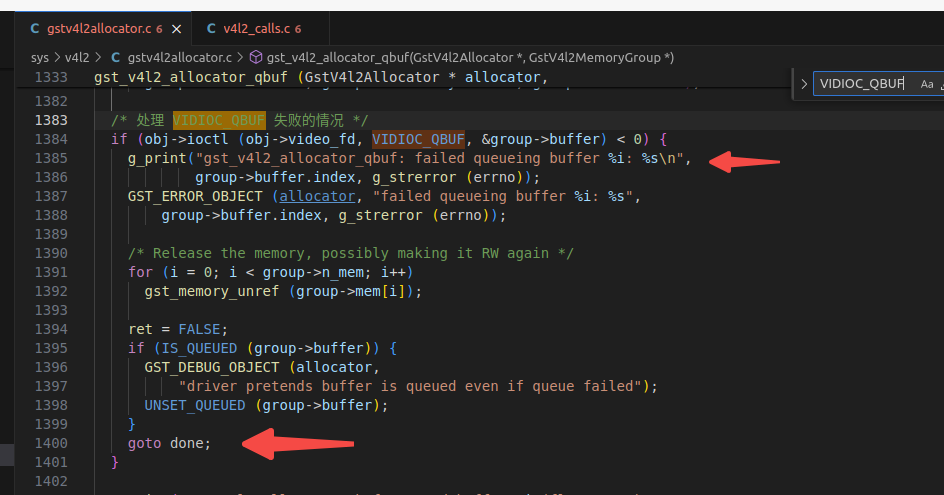 gstv4l2allocator.c 6 × v4l2_calls.c 6
sys > v4l2 > C gstv4l2allocator.c > gst_v4l2_allocator_qbuf(GstV4l2Allocator *, GstV4l2MemoryGroup *)
1333 gst_v4l2_allocator_qbuf (GstV4l2Allocator * allocator,
VIDIOC_QBUF Aa
1382
1383 /* 处理 VIDIOC_QBUF 失败的情况 */
1384 if (obj->ioctl (obj->video_fd, VIDIOC_QBUF, &group->buffer) < 0) {
1385 g_print("gst_v4l2_allocator_qbuf: failed queueing buffer %i: %s\n",
1386 group->buffer.index, g_strerror (errno));
1387 GST_ERROR_OBJECT (allocator, "failed queueing buffer %i: %s",
1388 group->buffer.index, g_strerror (errno));
1389
1390 /* Release the memory, possibly making it RW again */
1391 for (i = 0; i < group->n_mem; i++)
1392 gst_memory_unref (group->mem[i]);
1393
1394 ret = FALSE;
1395 if (IS_QUEUED (group->buffer)) {
1396 GST_DEBUG_OBJECT (allocator,
1397 "driver pretends buffer is queued even if queue failed");
1398 UNSET_QUEUED (group->buffer);
1399 }
1400 goto done;
1401 }
1402